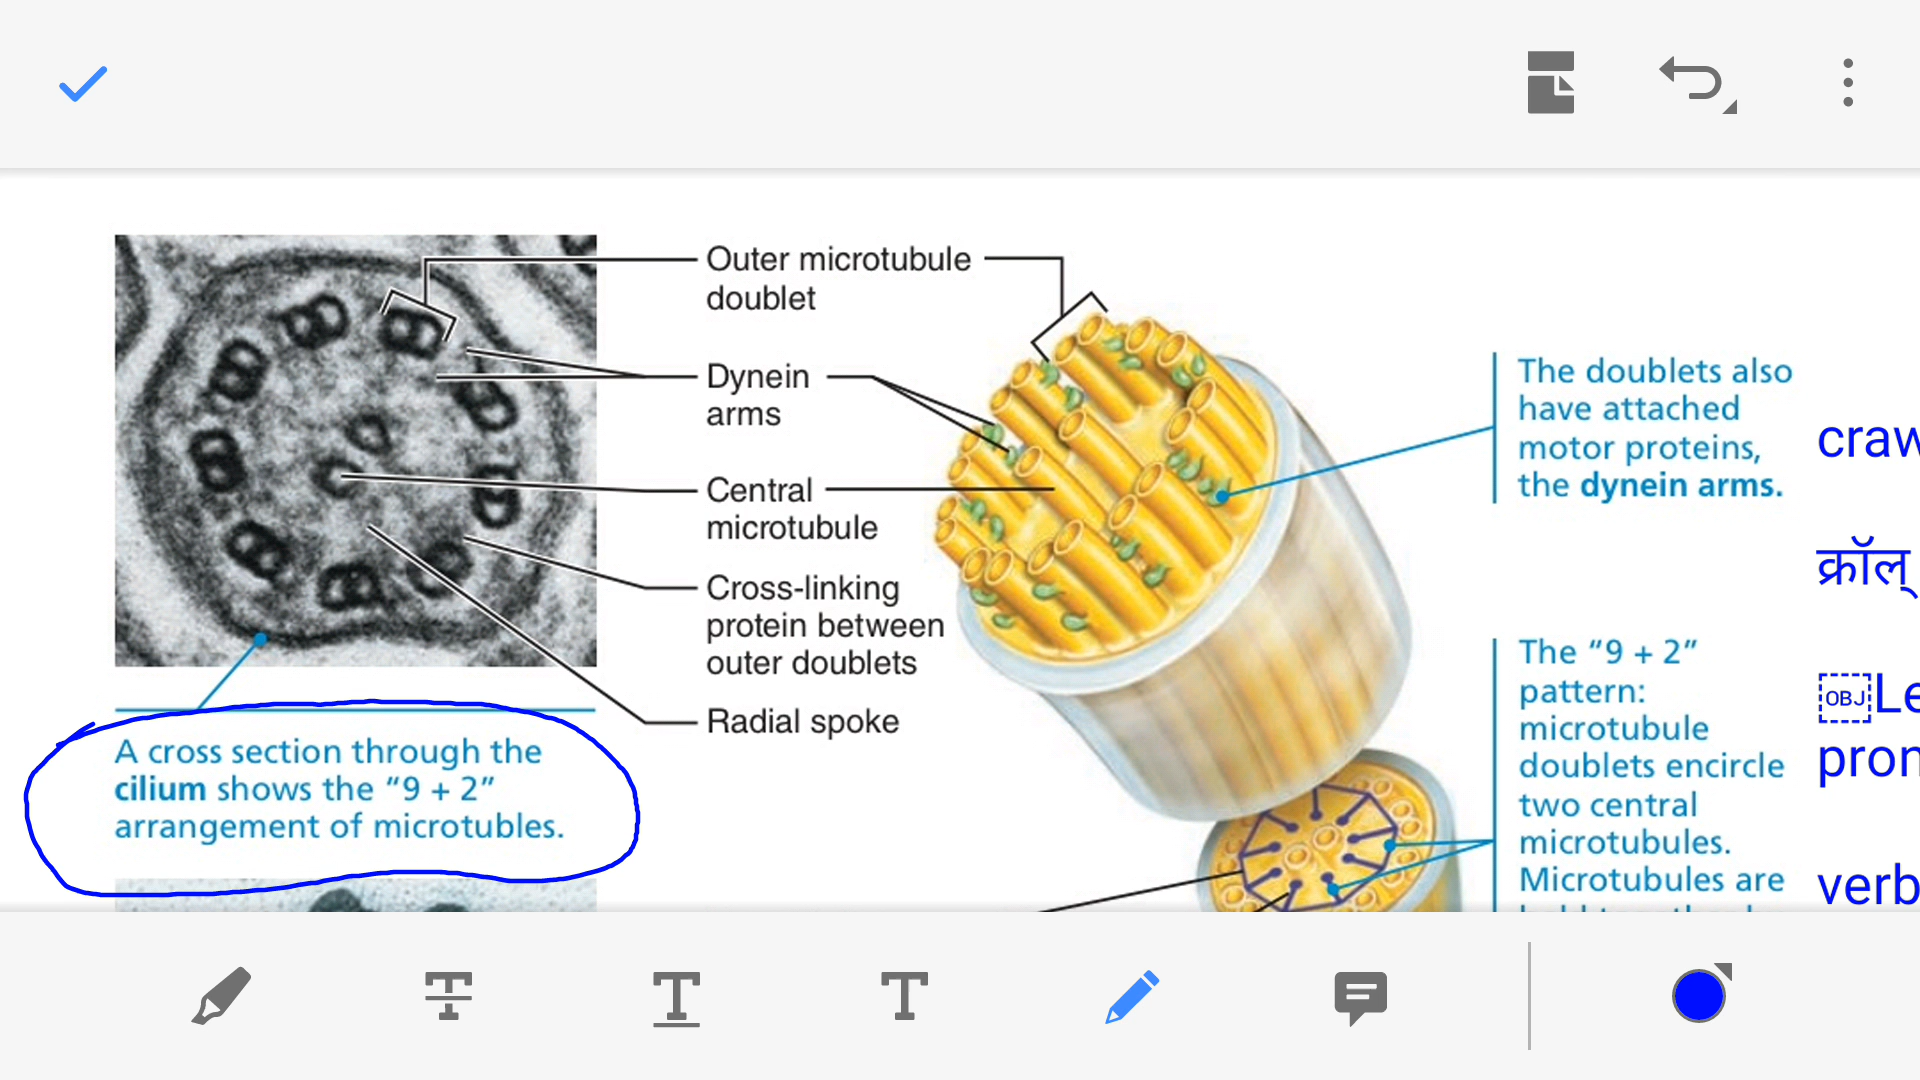 Outer microtubule
doublet
Dynein
arms
Central
microtubule
Cross-linking
protein between
outer doublets
Radial spoke
A cross section through the
cilium shows the “9 + 2”
arrangement of microtubles.
The doublets also
have attached
motor proteins,
the dynein arms.
The “9 + 2”
pattern:
microtubule
doublets encircle
two central
microtubules.
Microtubules are
craw
क्रॉल्
OBJ Le
pron
verb